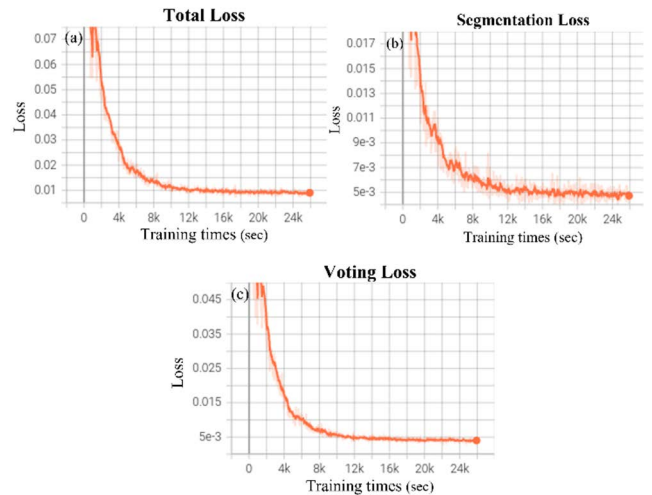 Total Loss
(a)
0.07
0.06
0.05
0.04
0.03
0.02
0.01
Loss
0 4k 8k 12k 16k 20k 24k
Training times (sec)
Segmentation Loss
(b)
0.017
0.015
0.013
0.011
9e-3
7e-3
5e-3
Loss
0 4k 8k 12k 16k 20k 24k
Training times (sec)
Voting Loss
(c)
0.045
0.035
0.025
0.015
5e-3
Loss
0 4k 8k 12k 16k 20k 24k
Training times (sec)